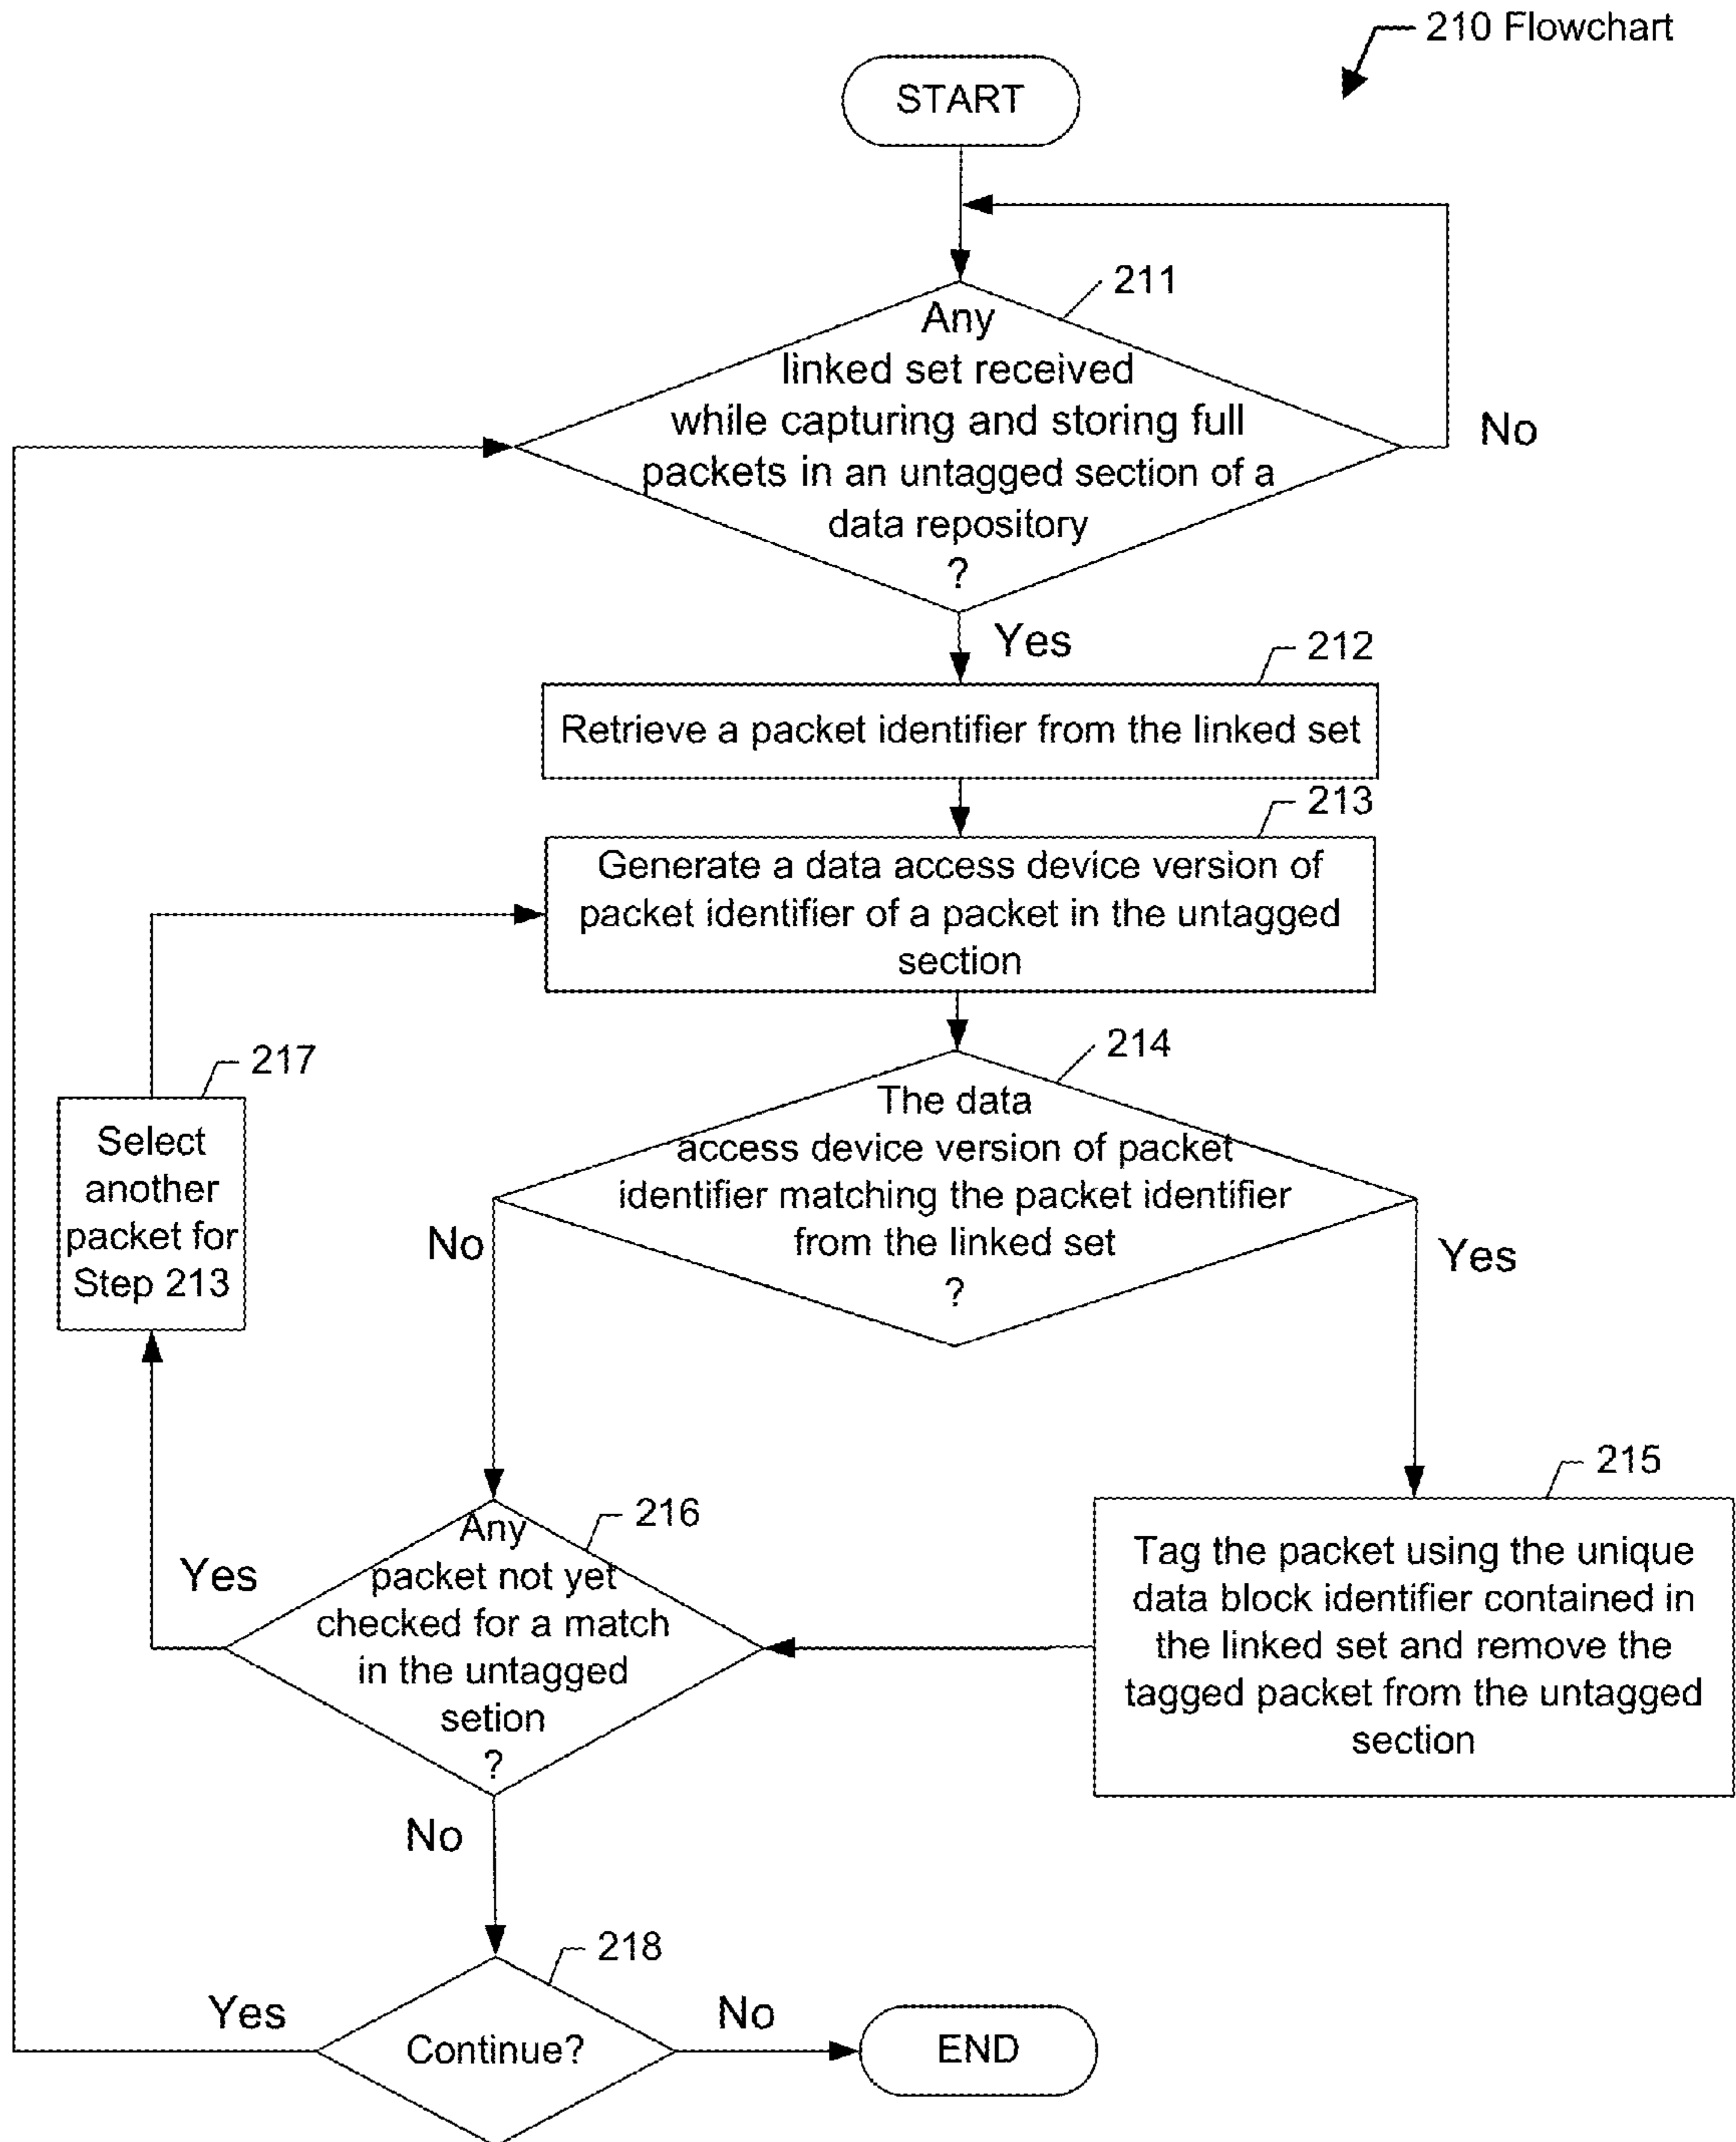 210 Flowchart
START
211
Any
linked set received
while capturing and storing full
packets in an untagged section of a
data repository
?
No
Yes
212
Retrieve a packet identifier from the linked set
213
Generate a data access device version of
packet identifier of a packet in the untagged
section
217
Select
another
packet for
Step 213
214
The data
access device version of packet
identifier matching the packet identifier
from the linked set
?
No
Yes
215
Tag the packet using the unique
data block identifier contained in
the linked set and remove the
tagged packet from the untagged
section
216
Any
packet not yet
checked for a match
in the untagged
setion
?
Yes
No
218
Continue?
Yes
No
END